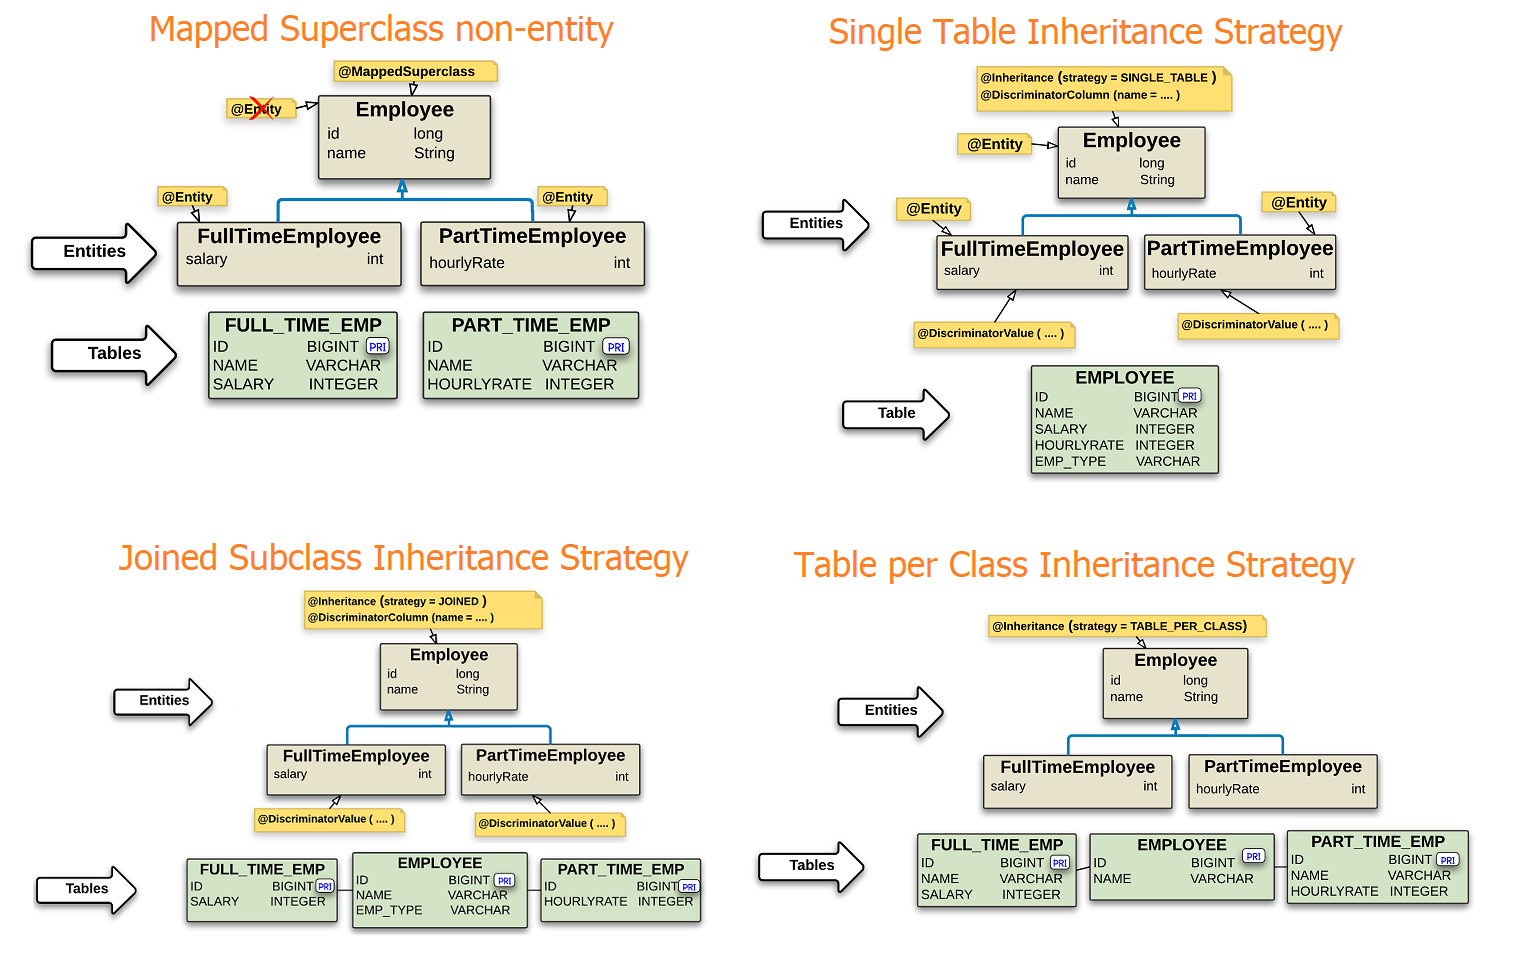 Mapped Superclass non-entity
@MappedSuperclass
@Entity
Employee
id long
name String
@Entity
@Entity
Entities
FullTimeEmployee
salary int
PartTimeEmployee
hourlyRate int
Tables
FULL_TIME_EMP
ID BIGINT PRI
NAME VARCHAR
SALARY INTEGER
PART_TIME_EMP
ID BIGINT PRI
NAME VARCHAR
HOURLYRATE INTEGER
Single Table Inheritance Strategy
@Inheritance (strategy = SINGLE_TABLE )
@DiscriminatorColumn (name = .... )
@Entity
Employee
id long
name String
@Entity
@Entity
Entities
FullTimeEmployee
salary int
PartTimeEmployee
hourlyRate int
@DiscriminatorValue ( .... )
@DiscriminatorValue ( .... )
Table
EMPLOYEE
ID BIGINT PRI
NAME VARCHAR
SALARY INTEGER
HOURLYRATE INTEGER
EMP_TYPE VARCHAR
Joined Subclass Inheritance Strategy
@Inheritance (strategy = JOINED )
@DiscriminatorColumn (name = .... )
Employee
id long
name String
Entities
FullTimeEmployee
salary int
PartTimeEmployee
hourlyRate int
@DiscriminatorValue ( .... )
@DiscriminatorValue ( .... )
Tables
FULL_TIME_EMP
ID BIGINT PRI
SALARY INTEGER
EMPLOYEE
ID BIGINT PRI
NAME VARCHAR
EMP_TYPE VARCHAR
PART_TIME_EMP
ID BIGINT PRI
HOURLYRATE INTEGER
Table per Class Inheritance Strategy
@Inheritance (strategy = TABLE_PER_CLASS)
Employee
id long
name String
Entities
FullTimeEmployee
salary int
PartTimeEmployee
hourlyRate int
Tables
FULL_TIME_EMP
ID BIGINT PRI
NAME VARCHAR
SALARY INTEGER
EMPLOYEE
ID BIGINT PRI
NAME VARCHAR
PART_TIME_EMP
ID BIGINT PRI
NAME VARCHAR
HOURLYRATE INTEGER